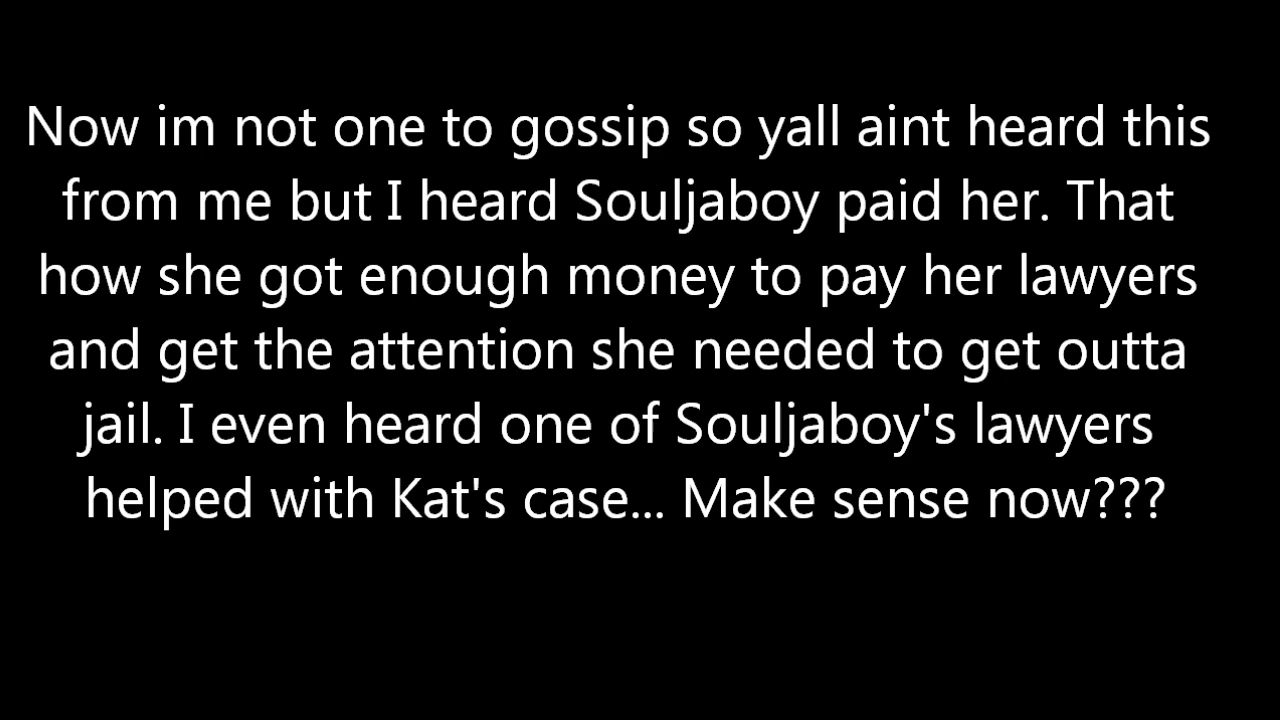 Now im not one to gossip so yall aint heard this
from me but I heard Souljaboy paid her. That
how she got enough money to pay her lawyers
and get the attention she needed to get outta
jail. I even heard one of Souljaboy's lawyers
helped with Kat's case... Make sense now???